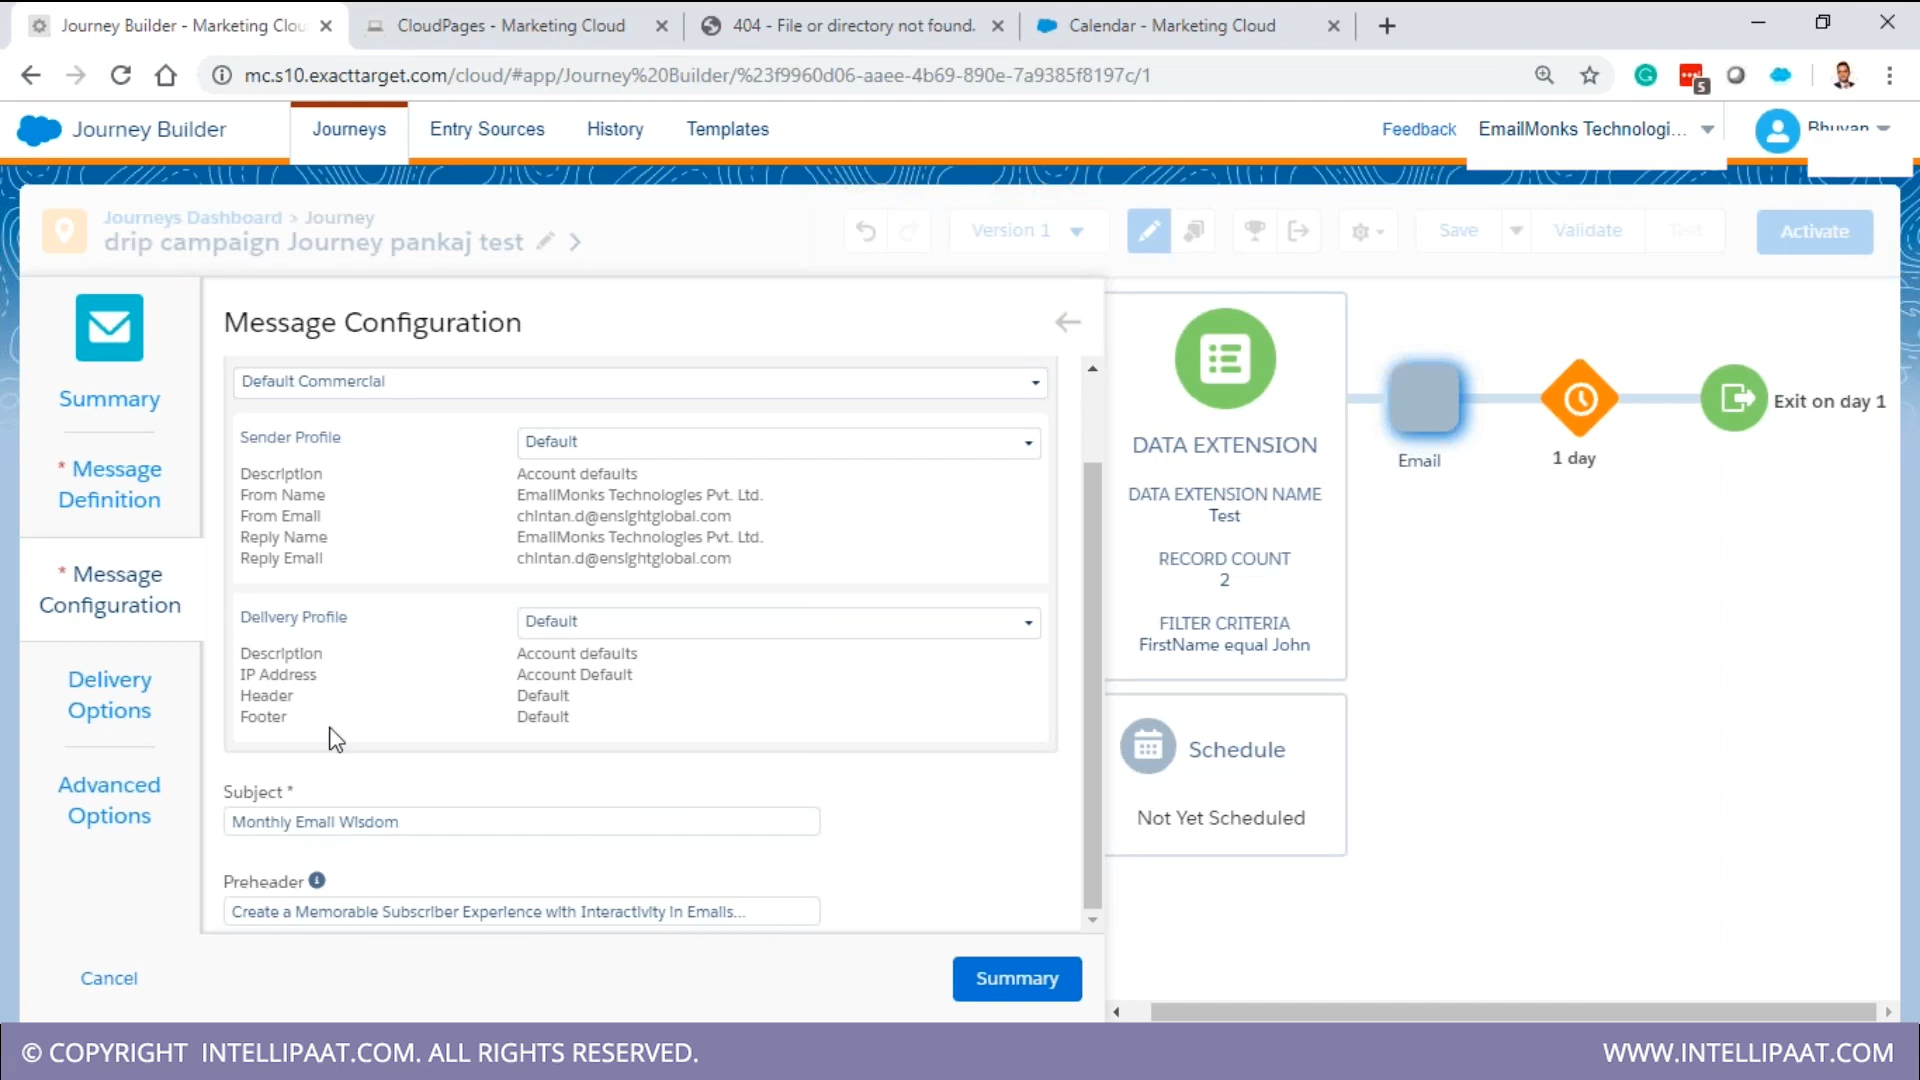 Journey Builder - Marketing Clou
CloudPages - Marketing Cloud
404 - File or directory not found.
Calendar - Marketing Cloud
mc.s10.exacttarget.com/cloud/#app/Journey%20Builder/%23f9960d06-aaee-4b69-890e-7a9385f8197c/1
S
Journey Builder
Journeys
Entry Sources
History
Templates
Feedback
EmailMonks Technologi...
Bhuvan
Journeys Dashboard > Journey
drip campaign Journey pankaj test
Version 1
Save
Validate
Test
Activate
Summary
* Message
Definition
* Message
Configuration
Delivery
Options
Advanced
Options
Message Configuration
Default Commercial
Sender Profile
Default
Description
Account defaults
From Name
EmailMonks Technologies Pvt. Ltd.
From Email
chintan.d@ensightglobal.com
Reply Name
EmailMonks Technologies Pvt. Ltd.
Reply Email
chintan.d@ensightglobal.com
Delivery Profile
Default
Description
Account defaults
IP Address
Account Default
Header
Default
Footer
Default
Subject *
Monthly Email Wisdom
Preheader
Create a Memorable Subscriber Experience with Interactivity in Emails...
Cancel
Summary
DATA EXTENSION
DATA EXTENSION NAME
Test
RECORD COUNT
2
FILTER CRITERIA
FirstName equal John
Schedule
Not Yet Scheduled
Email
1 day
Exit on day 1
© COPYRIGHT INTELLIPAAT.COM. ALL RIGHTS RESERVED.
WWW.INTELLIPAAT.COM